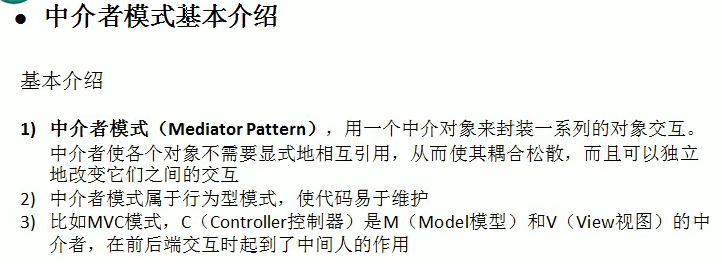 ● 中介者模式基本介绍
基本介绍
1) 中介者模式（Mediator Pattern），用一个中介对象来封装一系列的对象交互。
中介者使各个对象不需要显式地相互引用，从而使其耦合松散，而且可以独立
地改变它们之间的交互
2) 中介者模式属于行为型模式，使代码易于维护
3) 比如MVC模式，C（Controller控制器）是M（Model模型）和V（View视图）的中
介者，在前后端交互时起到了中间人的作用